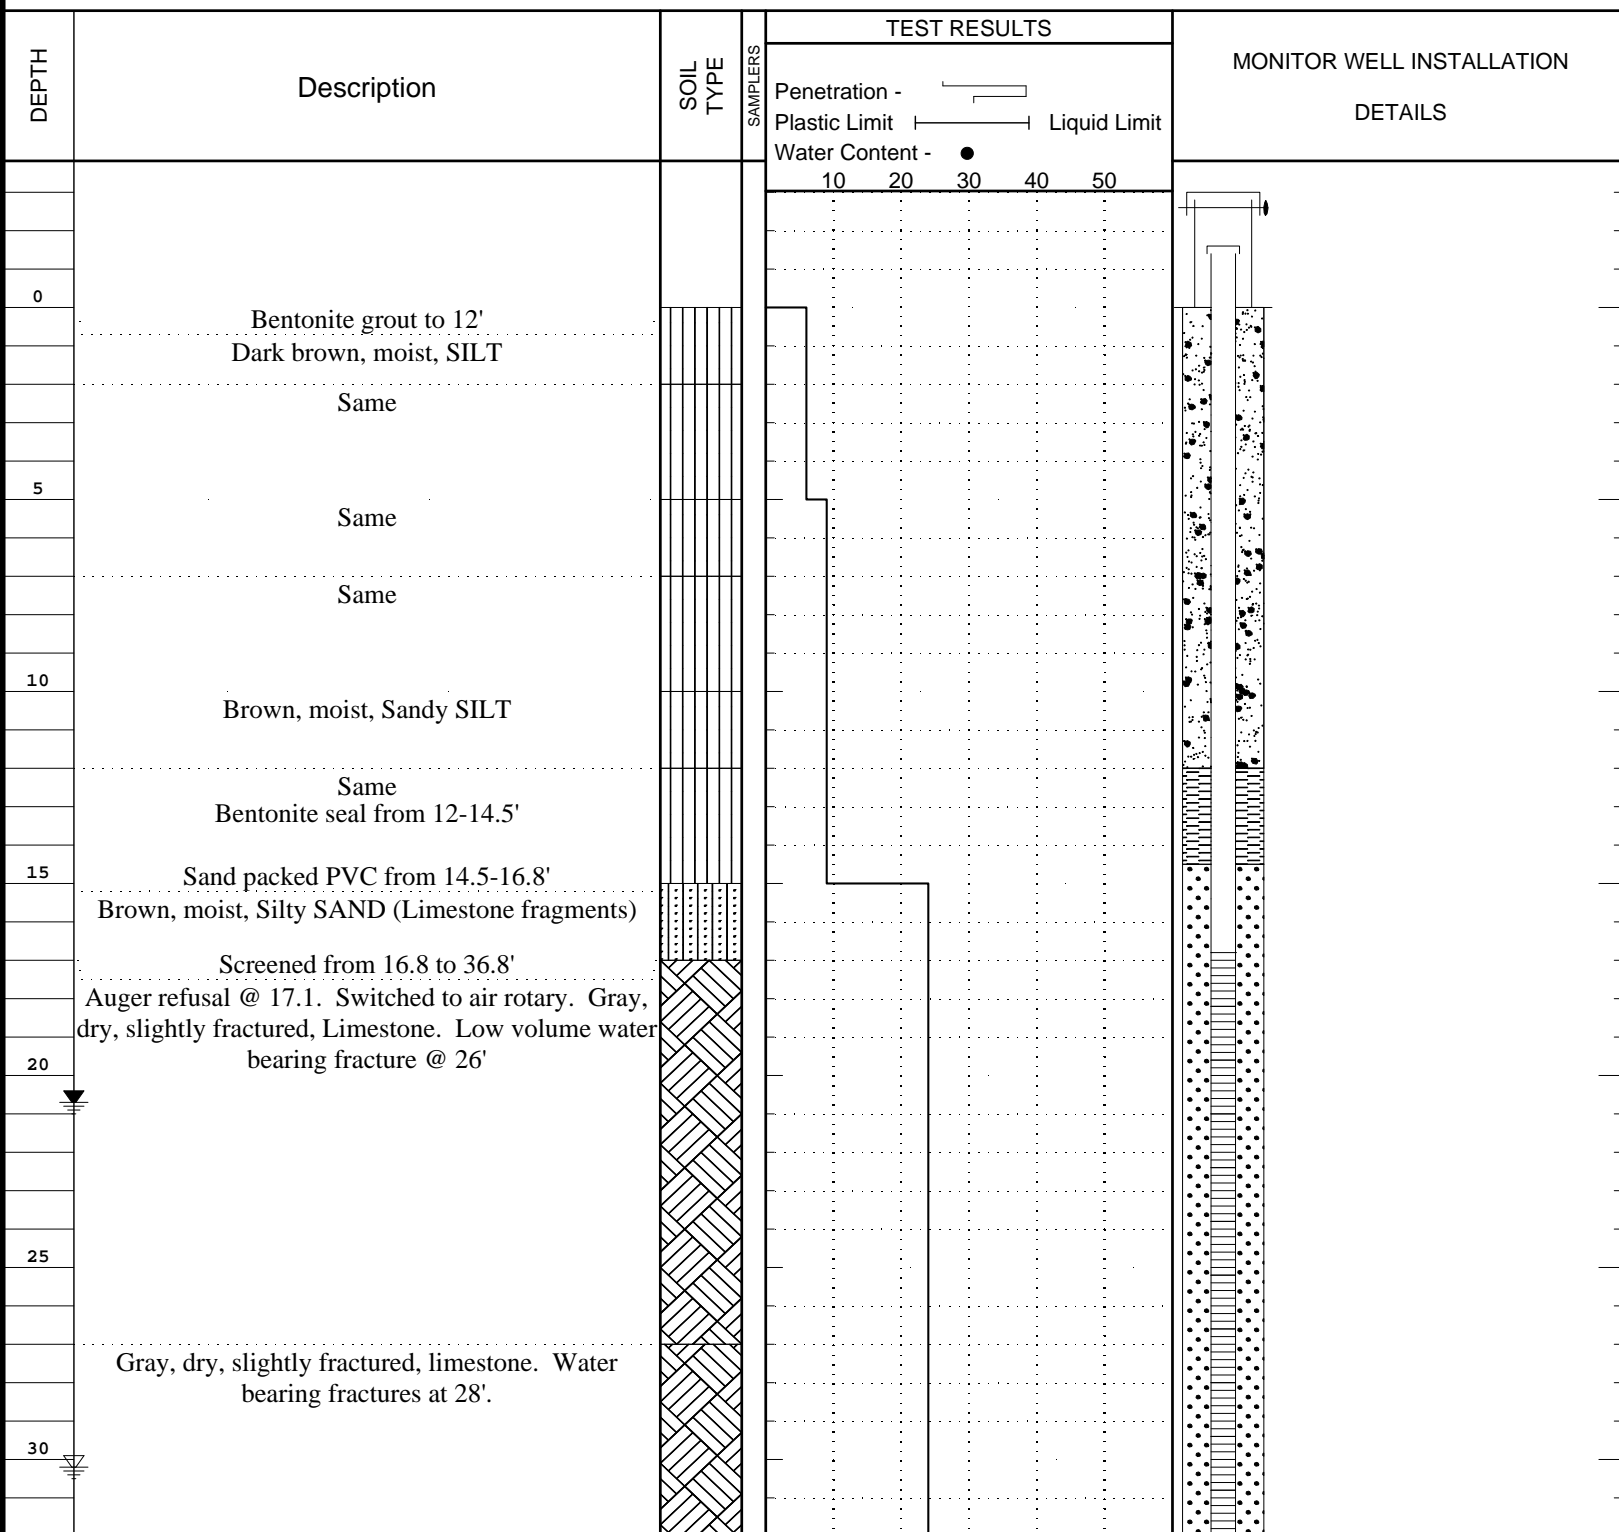 DEPTH
Description
SOIL
TYPE
SAMPLERS
TEST RESULTS
Penetration -
Plastic Limit Liquid Limit
Water Content -
10 20 30 40 50
MONITOR WELL INSTALLATION
DETAILS
0
Bentonite grout to 12'
Dark brown, moist, SILT
Same
5
Same
Same
10
Brown, moist, Sandy SILT
Same
Bentonite seal from 12-14.5'
15
Sand packed PVC from 14.5-16.8'
Brown, moist, Silty SAND (Limestone fragments)
Screened from 16.8 to 36.8'
Auger refusal @ 17.1. Switched to air rotary. Gray,
dry, slightly fractured, Limestone. Low volume water
bearing fracture @ 26'
20
25
Gray, dry, slightly fractured, limestone. Water
bearing fractures at 28'.
30